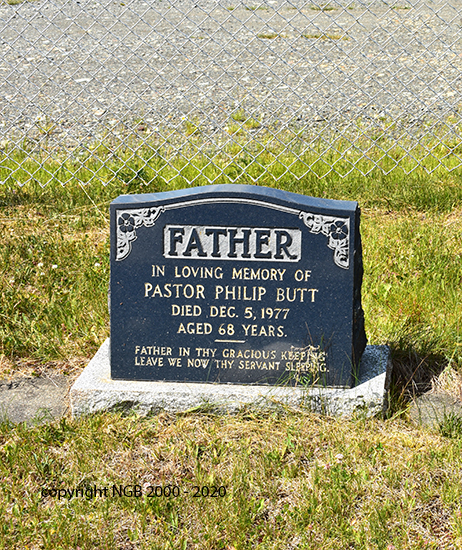 FATHER
IN LOVING MEMORY OF
PASTOR PHILIP BUTT
DIED DEC. 5, 1977
AGED 68 YEARS.
FATHER IN THY GRACIOUS KEEPING
LEAVE WE NOW THY SERVANT SLEEPING.
copyright NGB 2000 - 2020